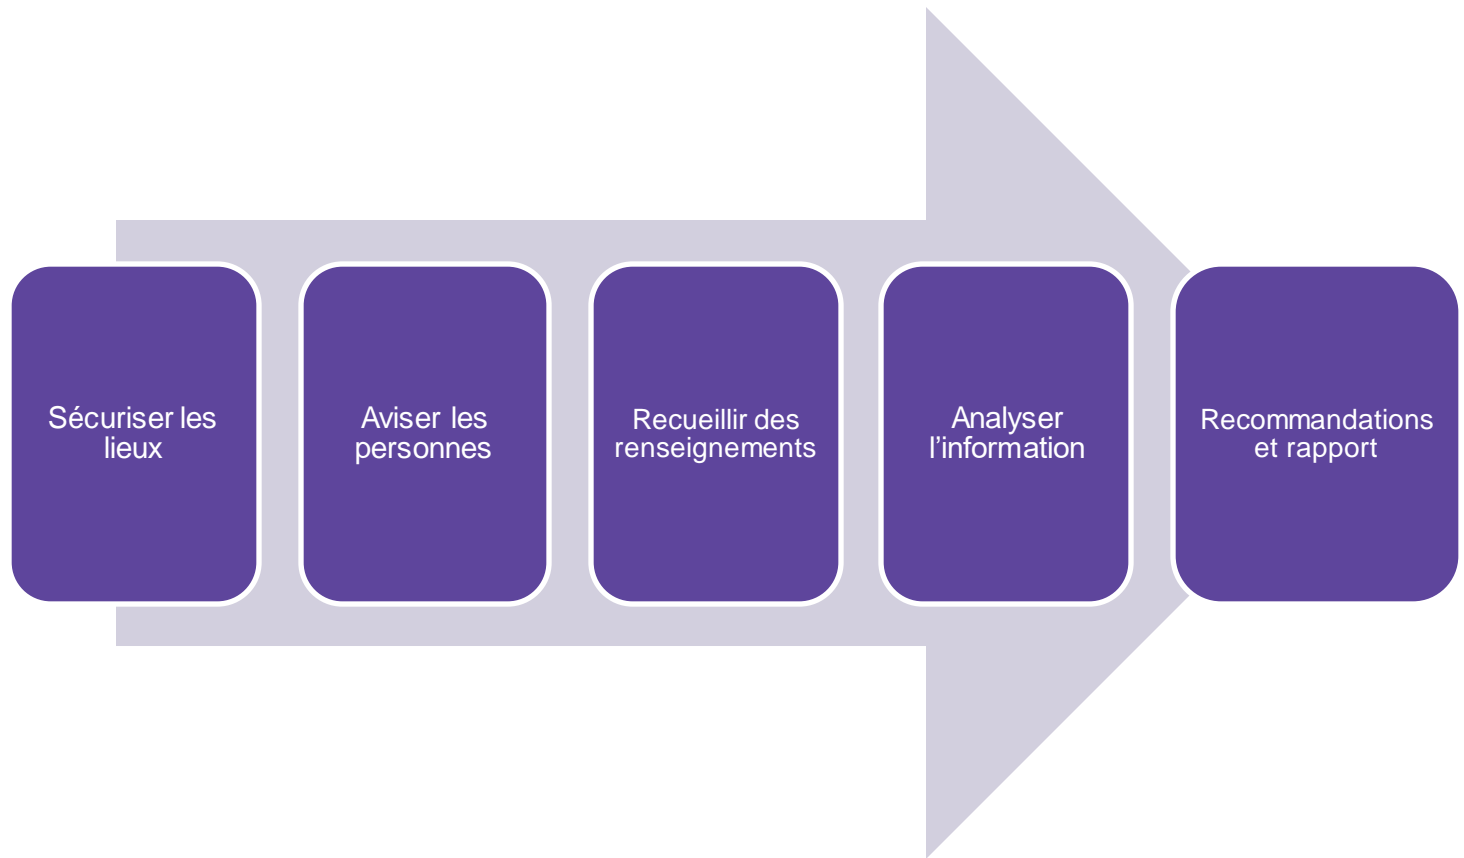 Sécuriser les
lieux
Aviser les
personnes
Recueillir des
renseignements
Analyser
l’information
Recommandations
et rapport